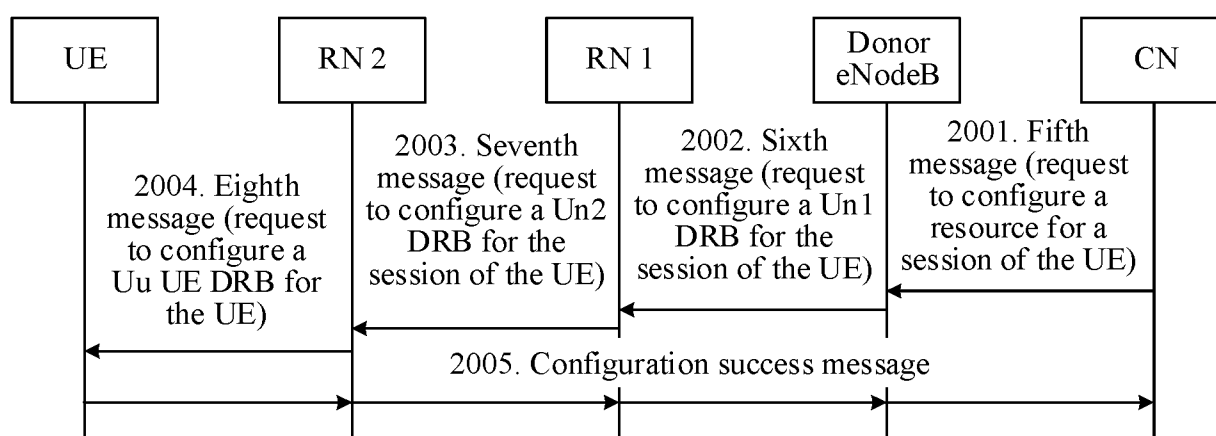 UE
RN 2
RN 1
Donor
eNodeB
CN
2004. Eighth
message (request
to configure a
Uu UE DRB for
the UE)
2003. Seventh
message (request
to configure a Un2
DRB for the
session of the UE)
2002. Sixth
message (request
to configure a Un1
DRB for the
session of the UE)
2001. Fifth
message (request
to configure a
resource for a
session of the UE)
2005. Configuration success message